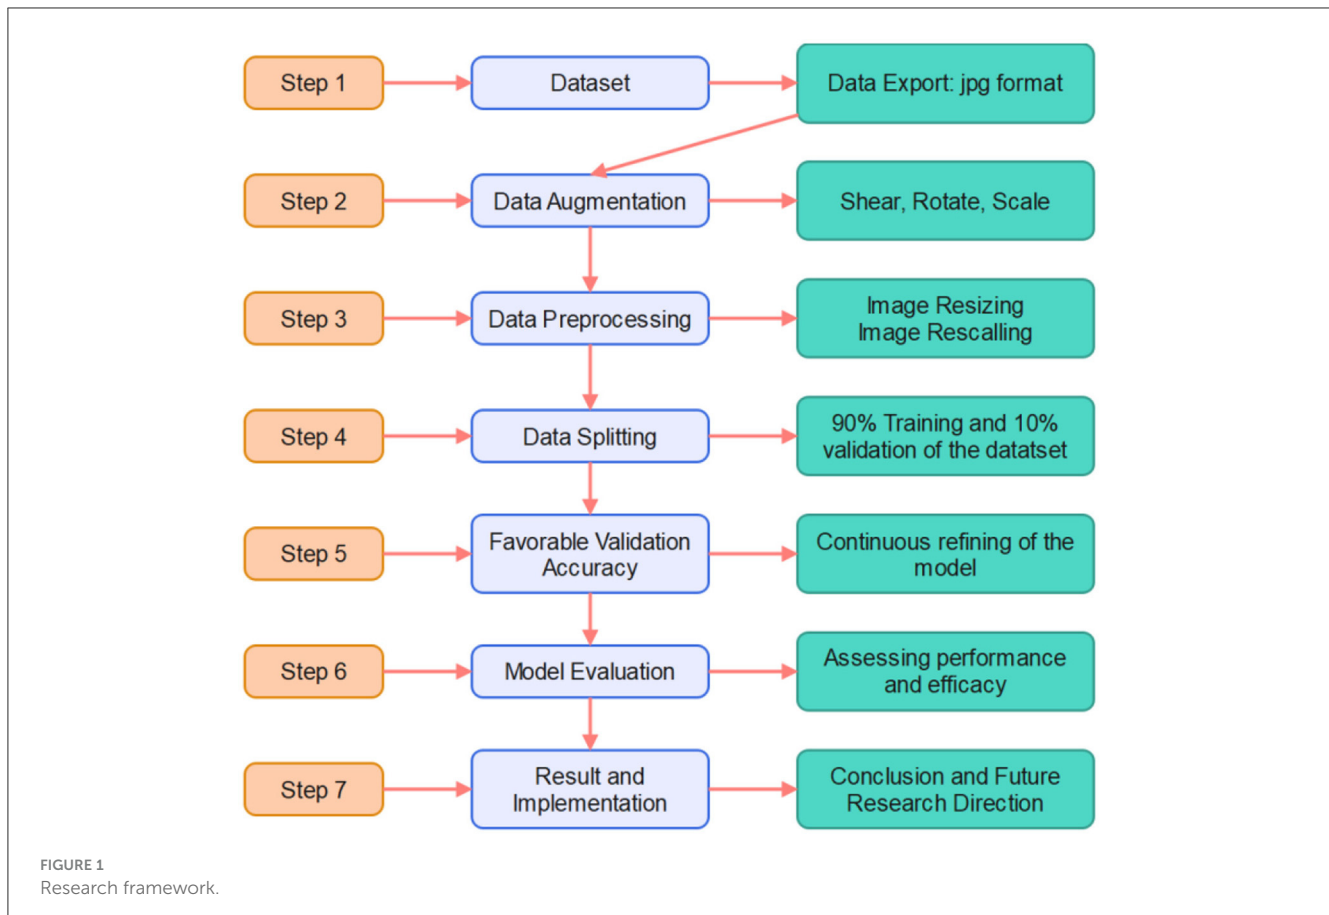 Step 1
Dataset
Data Export: jpg format
Step 2
Data Augmentation
Shear, Rotate, Scale
Step 3
Data Preprocessing
Image Resizing
Image Rescalling
Step 4
Data Splitting
90% Training and 10%
validation of the datatset
Step 5
Favorable Validation
Accuracy
Continuous refining of the
model
Step 6
Model Evaluation
Assessing performance
and efficacy
Step 7
Result and
Implementation
Conclusion and Future
Research Direction
FIGURE 1
Research framework.